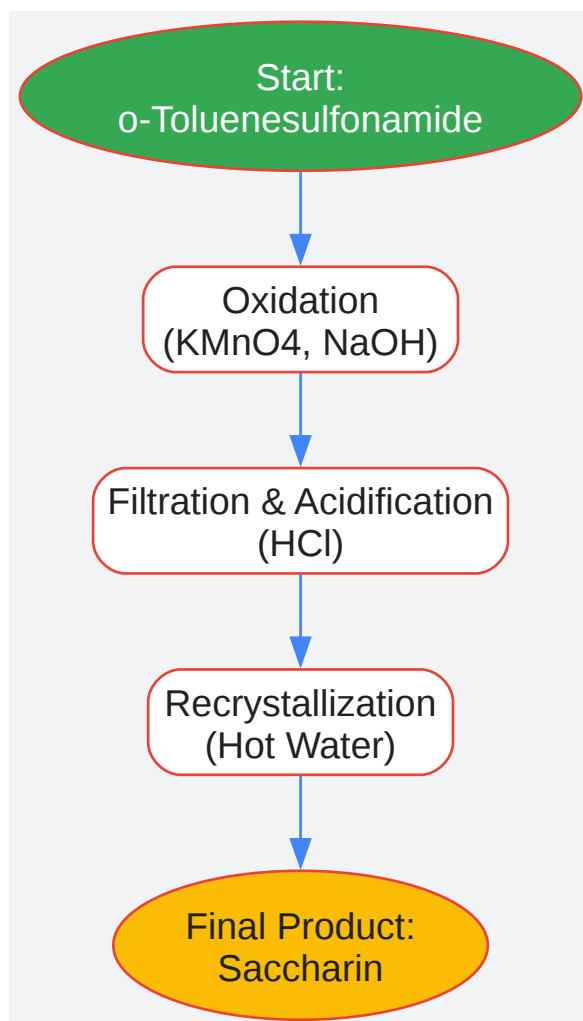 Start:
o-Toluenesulfonamide
Oxidation
(KMnO4, NaOH)
Filtration & Acidification
(HCl)
Recrystallization
(Hot Water)
Final Product:
Saccharin